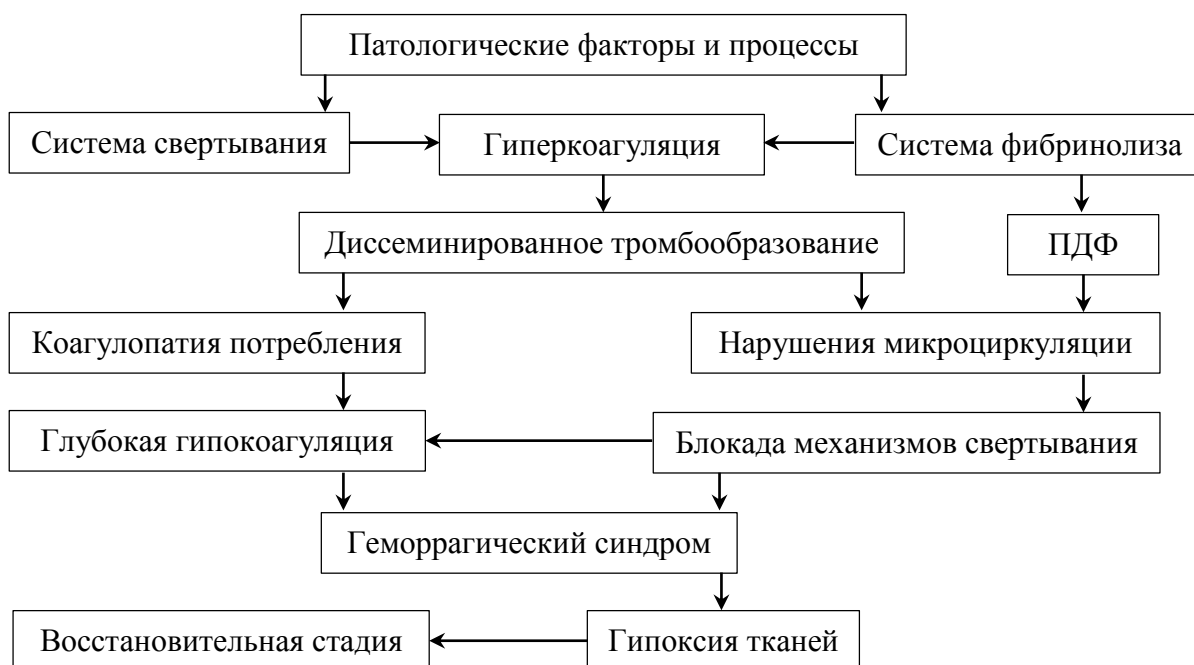 Патологические факторы и процессы
Система свертывания
Гиперкоагуляция
Система фибринолиза
Диссеминированное тромбообразование
ПДФ
Коагулопатия потребления
Нарушения микроциркуляции
Глубокая гипокоагуляция
Блокада механизмов свертывания
Геморрагический синдром
Восстановительная стадия
Гипоксия тканей